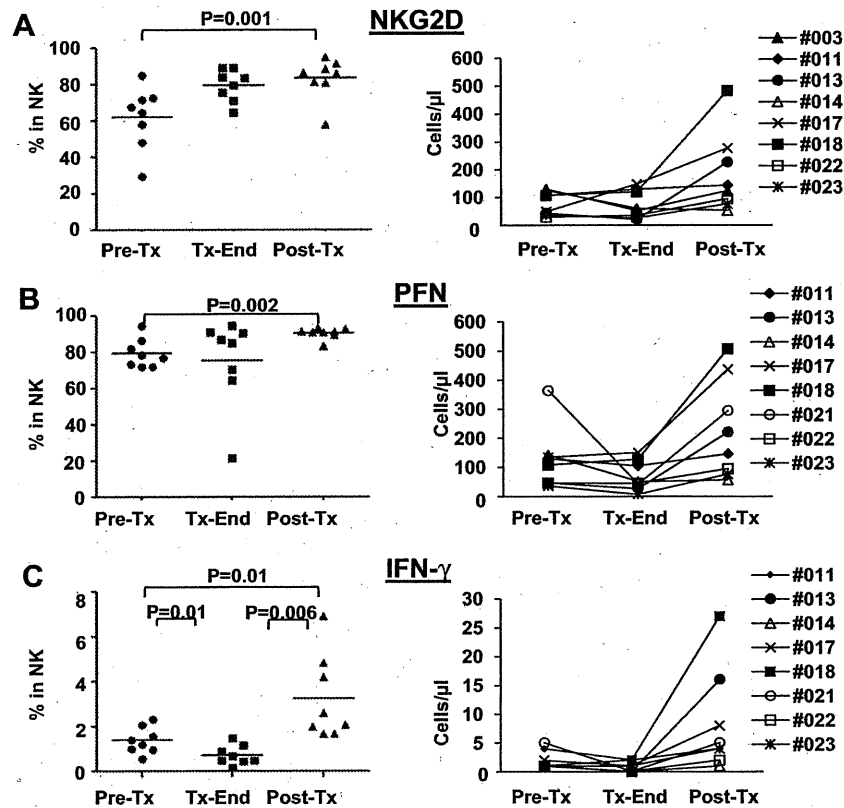 A
P=0.001
NKG2D
% in NK
100
80
60
40
20
0
Pre-Tx Tx-End Post-Tx
Cells/µl
600
500
400
300
200
100
0
Pre-Tx Tx-End Post-Tx
#003
#011
#013
#014
#017
#018
#022
#023
B
P=0.002
PFN
% in NK
100
80
60
40
20
0
Pre-Tx Tx-End Post-Tx
Cells/µl
600
500
400
300
200
100
0
Pre-Tx Tx-End Post-Tx
#011
#013
#014
#017
#018
#021
#022
#023
C
P=0.01
IFN-γ
P=0.01 P=0.006
% in NK
8
6
4
2
0
Pre-Tx Tx-End Post-Tx
Cells/µl
30
25
20
15
10
5
0
Pre-Tx Tx-End Post-Tx
#011
#013
#014
#017
#018
#021
#022
#023